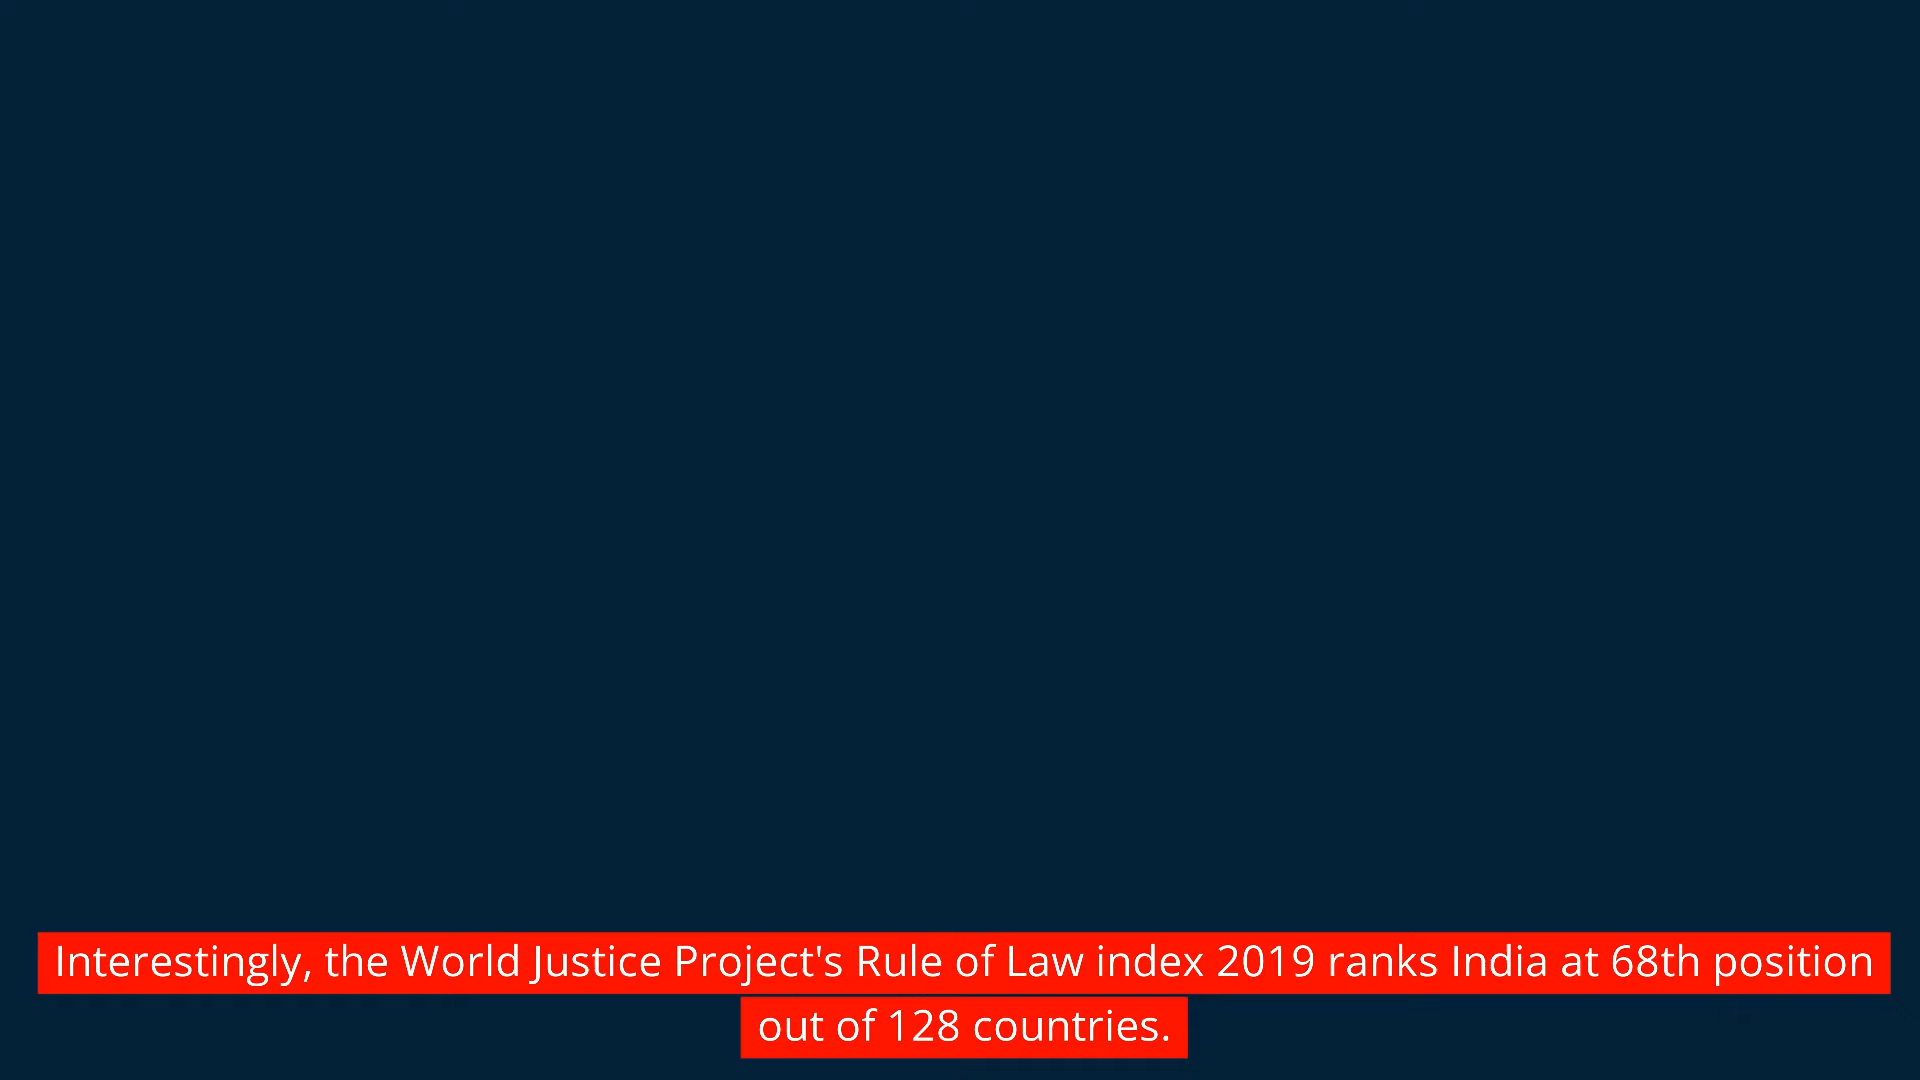 Interestingly, the World Justice Project's Rule of Law index 2019 ranks India at 68th position
out of 128 countries.